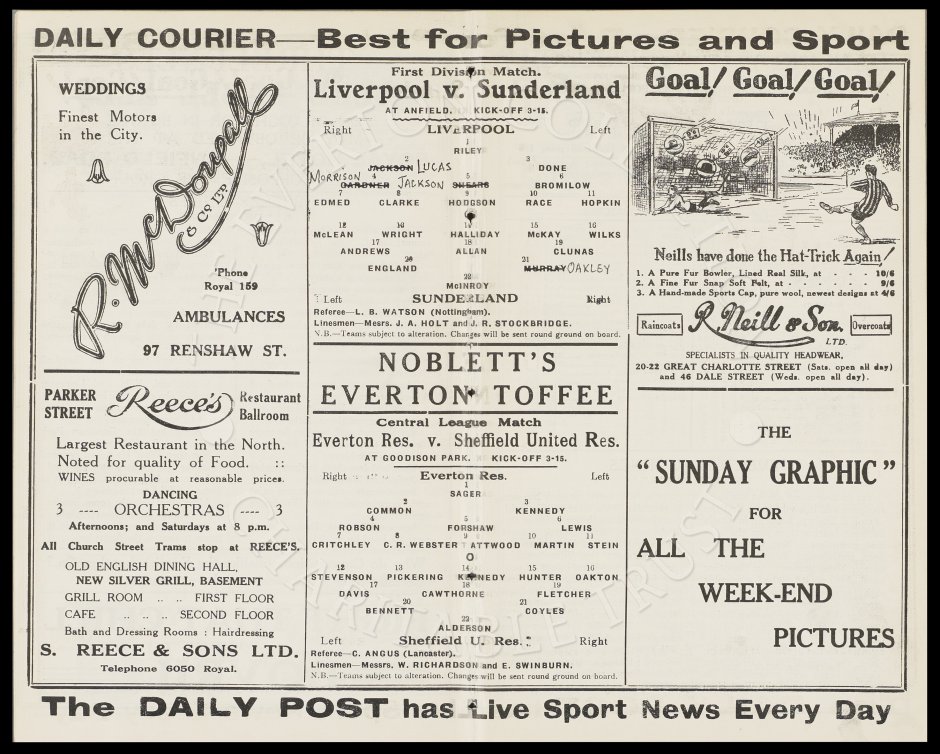 DAILY COURIER—Best for Pictures and Sport
WEDDINGS
Finest Motors
in the City.
R. McDougall
& Co LTD.
'Phone
Royal 159
AMBULANCES
97 RENSHAW ST.
PARKER STREET Reece's Restaurant Ballroom
Largest Restaurant in the North.
Noted for quality of Food. ::
WINES procurable at reasonable prices.
DANCING
3 ---- ORCHESTRAS ---- 3
Afternoons; and Saturdays at 8 p.m.
All Church Street Trams stop at REECE'S.
OLD ENGLISH DINING HALL,
NEW SILVER GRILL, BASEMENT
GRILL ROOM .. .. FIRST FLOOR
CAFE .. .. .. SECOND FLOOR
Bath and Dressing Rooms : Hairdressing
S. REECE & SONS LTD.
Telephone 6050 Royal.
First Division Match.
Liverpool v. Sunderland
AT ANFIELD. KICK-OFF 3-15.
Right LIVERPOOL Left
1
RILEY
2 3
JACKSON LUCAS DONE
MORRISON 4 5 6
GARDNER JACKSON SHEARS BROMILOW
7 8 9 10 11
EDMED CLARKE HODGSON RACE HOPKIN
12 13 14 15 16
McLEAN WRIGHT HALLIDAY McKAY WILKS
17 18 19
ANDREWS ALLAN CLUNAS
20 21
ENGLAND MURRAY OAKLEY
22
McINROY
Left SUNDERLAND Right
Referee—L. B. WATSON (Nottingham).
Linesmen—Messrs. J. A. HOLT and J. R. STOCKBRIDGE.
N.B.—Teams subject to alteration. Changes will be sent round ground on board.
NOBLETT'S
EVERTON TOFFEE
Central League Match
Everton Res. v. Sheffield United Res.
AT GOODISON PARK. KICK-OFF 3-15.
Right Everton Res. Left
1
SAGER
2 3
COMMON KENNEDY
4 5 6
ROBSON FORSHAW LEWIS
7 8 9 10 11
CRITCHLEY C. R. WEBSTER ATTWOOD MARTIN STEIN
O
12 13 14 15 16
STEVENSON PICKERING KENNEDY HUNTER OAKTON
17 18 19
DAVIS CAWTHORNE FLETCHER
20 21
BENNETT COYLES
22
ALDERSON
Left Sheffield U. Res. Right
Referee—C. ANGUS (Lancaster).
Linesmen—Messrs. W. RICHARDSON and E. SWINBURN.
N.B.—Teams subject to alteration. Changes will be sent round ground on board.
Goal! Goal! Goal!
Neills have done the Hat-Trick Again!
1. A Pure Fur Bowler, Lined Real Silk, at - - - 10/6
2. A Fine Fur Snap Soft Felt, at - - - - - - - 9/6
3. A Hand-made Sports Cap, pure wool, newest designs at 4/6
Raincoats R. Neill & Son. Overcoats
LTD.
SPECIALISTS IN QUALITY HEADWEAR,
20-22 GREAT CHARLOTTE STREET (Sats. open all day)
and 46 DALE STREET (Weds. open all day).
THE
"SUNDAY GRAPHIC"
FOR
ALL THE
WEEK-END
PICTURES
The DAILY POST has Live Sport News Every Day